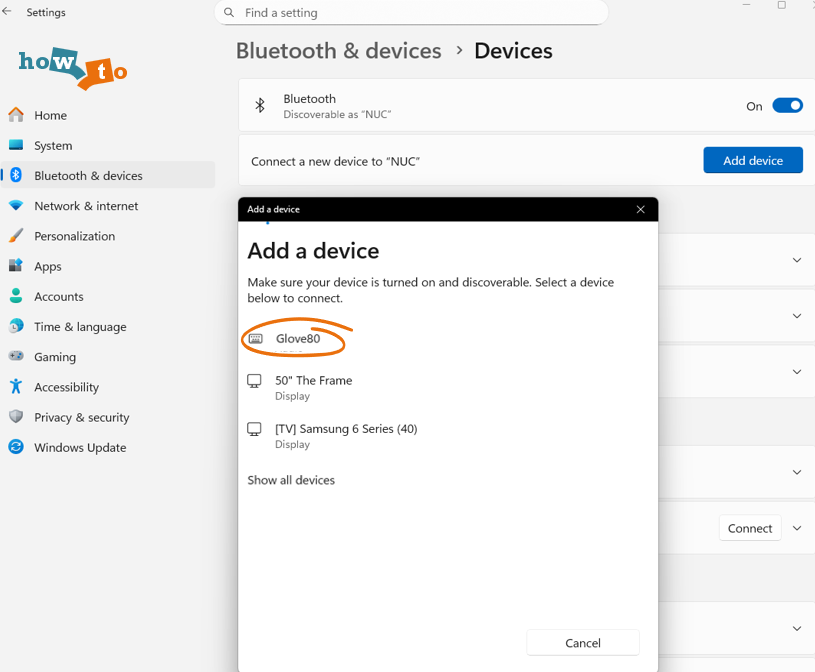 Settings
Find a setting
how to
Bluetooth & devices > Devices
Home
System
Bluetooth & devices
Network & internet
Personalization
Apps
Accounts
Time & language
Gaming
Accessibility
Privacy & security
Windows Update
Bluetooth
Discoverable as "NUC"
On
Connect a new device to “NUC”
Add device
Add a device
Add a device
Make sure your device is turned on and discoverable. Select a device
below to connect.
Glove80
50" The Frame
Display
[TV] Samsung 6 Series (40)
Display
Show all devices
Connect
Cancel